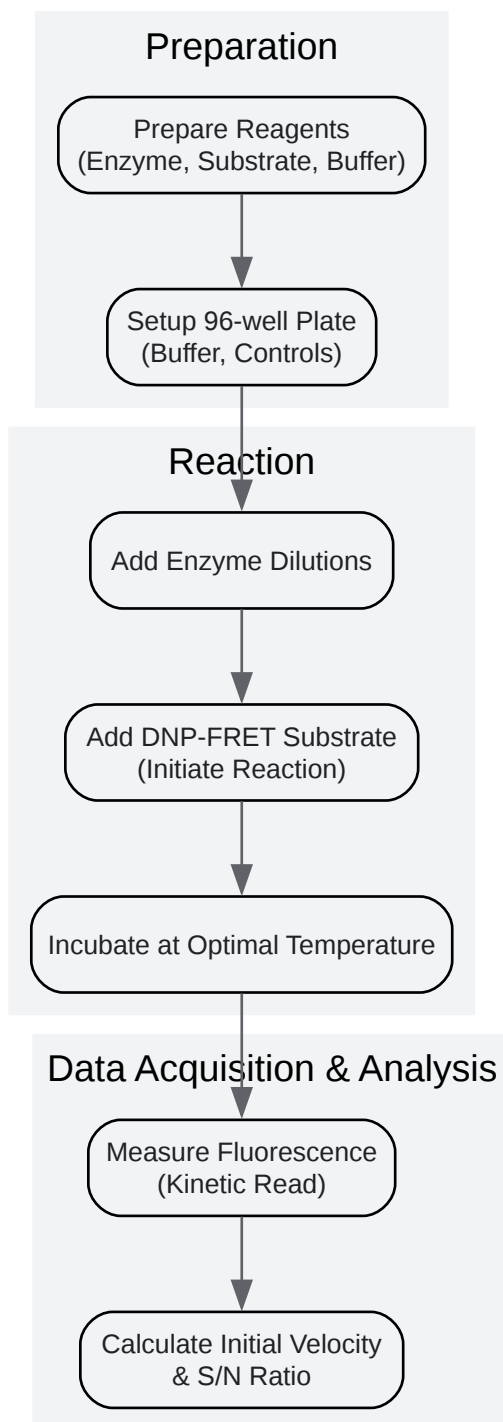 Preparation
Prepare Reagents
(Enzyme, Substrate, Buffer)
Setup 96-well Plate
(Buffer, Controls)
Reaction
Add Enzyme Dilutions
Add DNP-FRET Substrate
(Initiate Reaction)
Incubate at Optimal Temperature
Data Acquisition & Analysis
Measure Fluorescence
(Kinetic Read)
Calculate Initial Velocity
& S/N Ratio